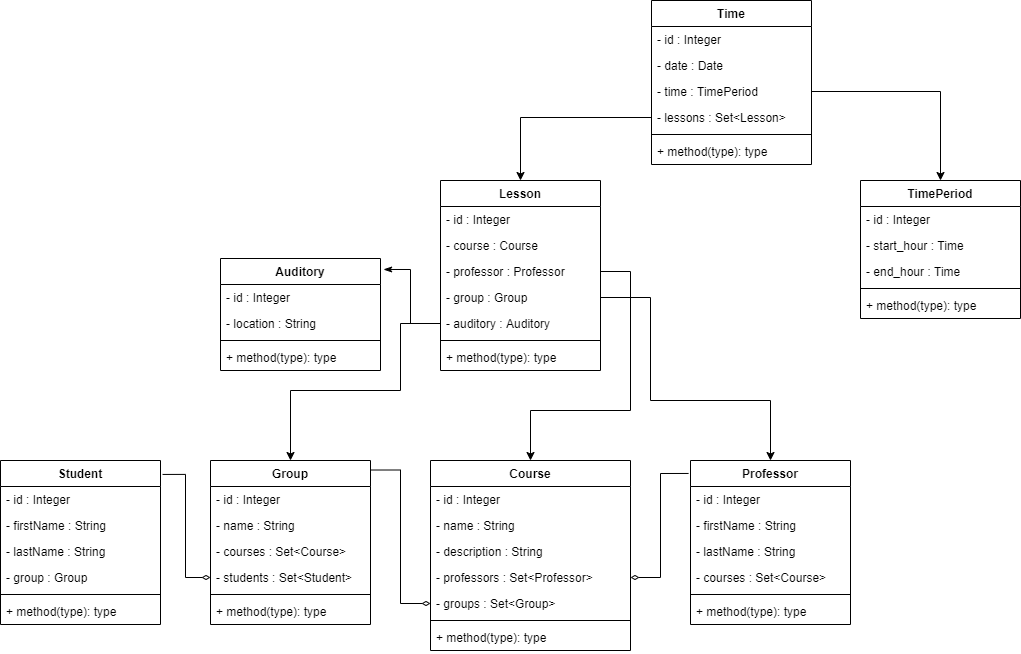 Time
- id : Integer
- date : Date
- time : TimePeriod
- lessons : Set<Lesson>
+ method(type): type
Lesson
- id : Integer
- course : Course
- professor : Professor
- group : Group
- auditory : Auditory
+ method(type): type
TimePeriod
- id : Integer
- start_hour : Time
- end_hour : Time
+ method(type): type
Auditory
- id : Integer
- location : String
+ method(type): type
Student
- id : Integer
- firstName : String
- lastName : String
- group : Group
+ method(type): type
Group
- id : Integer
- name : String
- courses : Set<Course>
- students : Set<Student>
+ method(type): type
Course
- id : Integer
- name : String
- description : String
- professors : Set<Professor>
- groups : Set<Group>
+ method(type): type
Professor
- id : Integer
- firstName : String
- lastName : String
- courses : Set<Course>
+ method(type): type